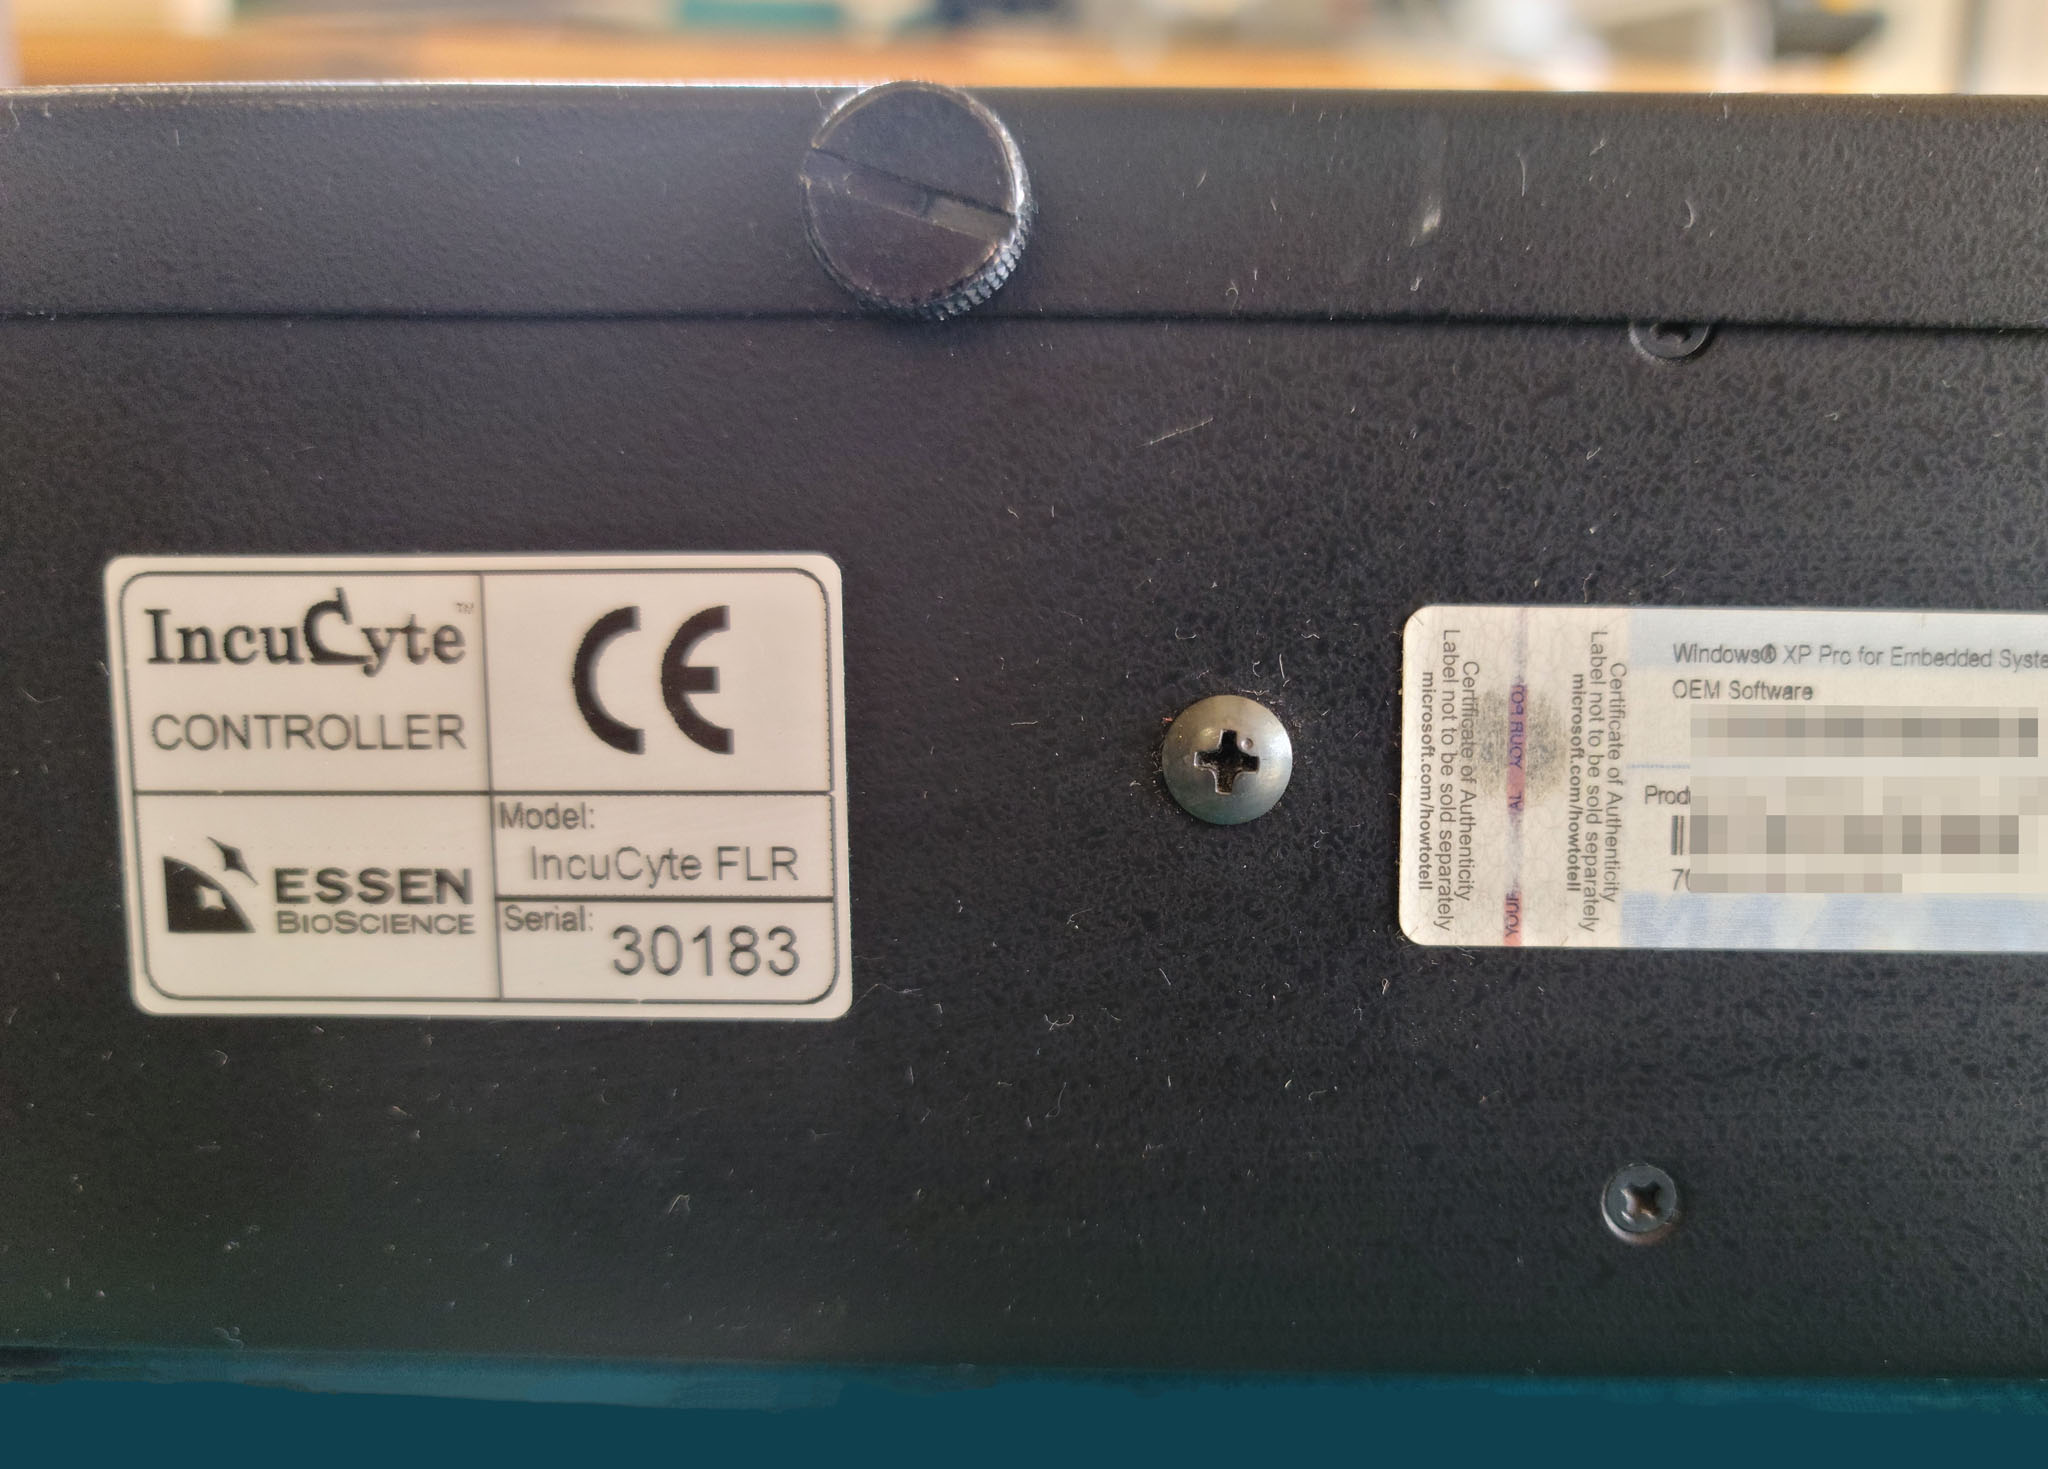 IncuCyte™
CONTROLLER
CE
ESSEN
BIOSCIENCE
Model:
IncuCyte FLR
Serial:
30183
Certificate of Authenticity
Label not to be sold separately
microsoft.com/howtotell
Certificate of Authenticity
Label not to be sold separately
microsoft.com/howtotell
Windows® XP Pro for Embedded
OEM Software